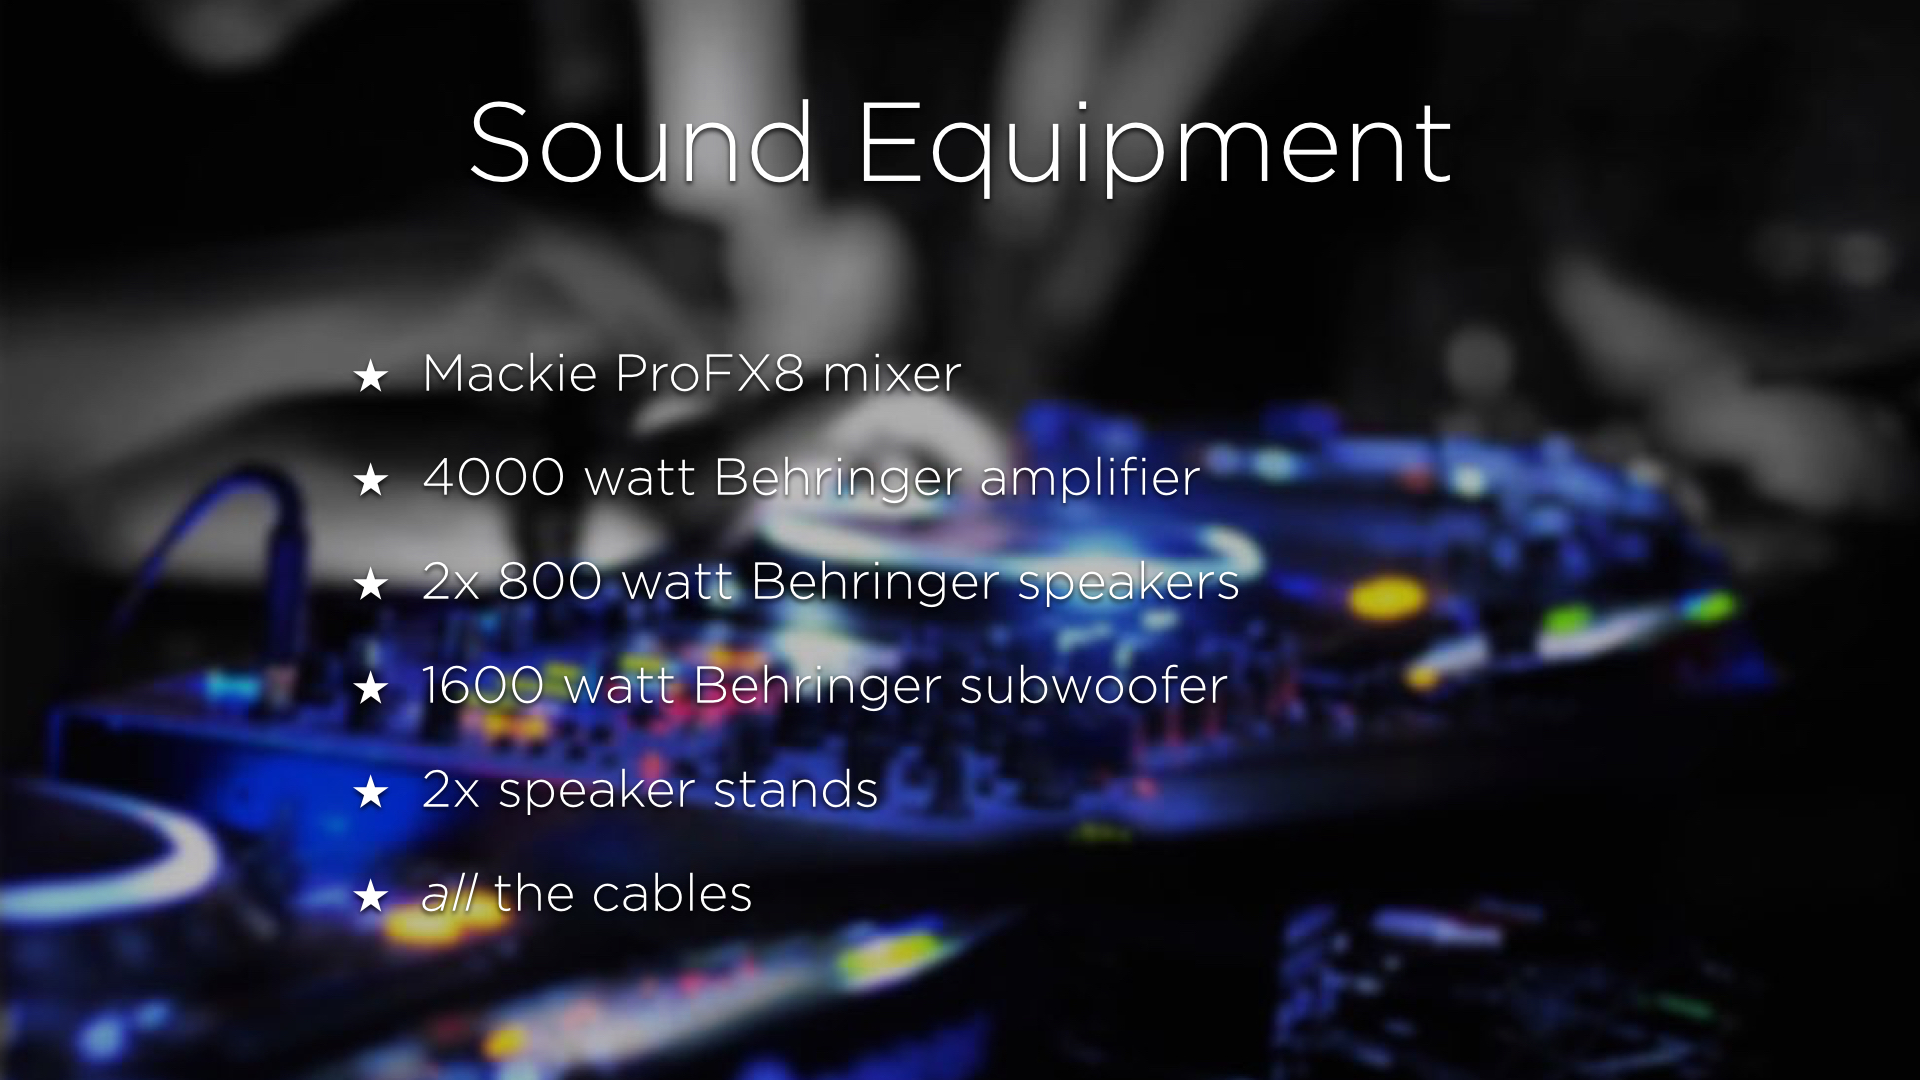 Sound Equipment
★ Mackie ProFX8 mixer
★ 4000 watt Behringer amplifier
★ 2x 800 watt Behringer speakers
★ 1600 watt Behringer subwoofer
★ 2x speaker stands
★ all the cables